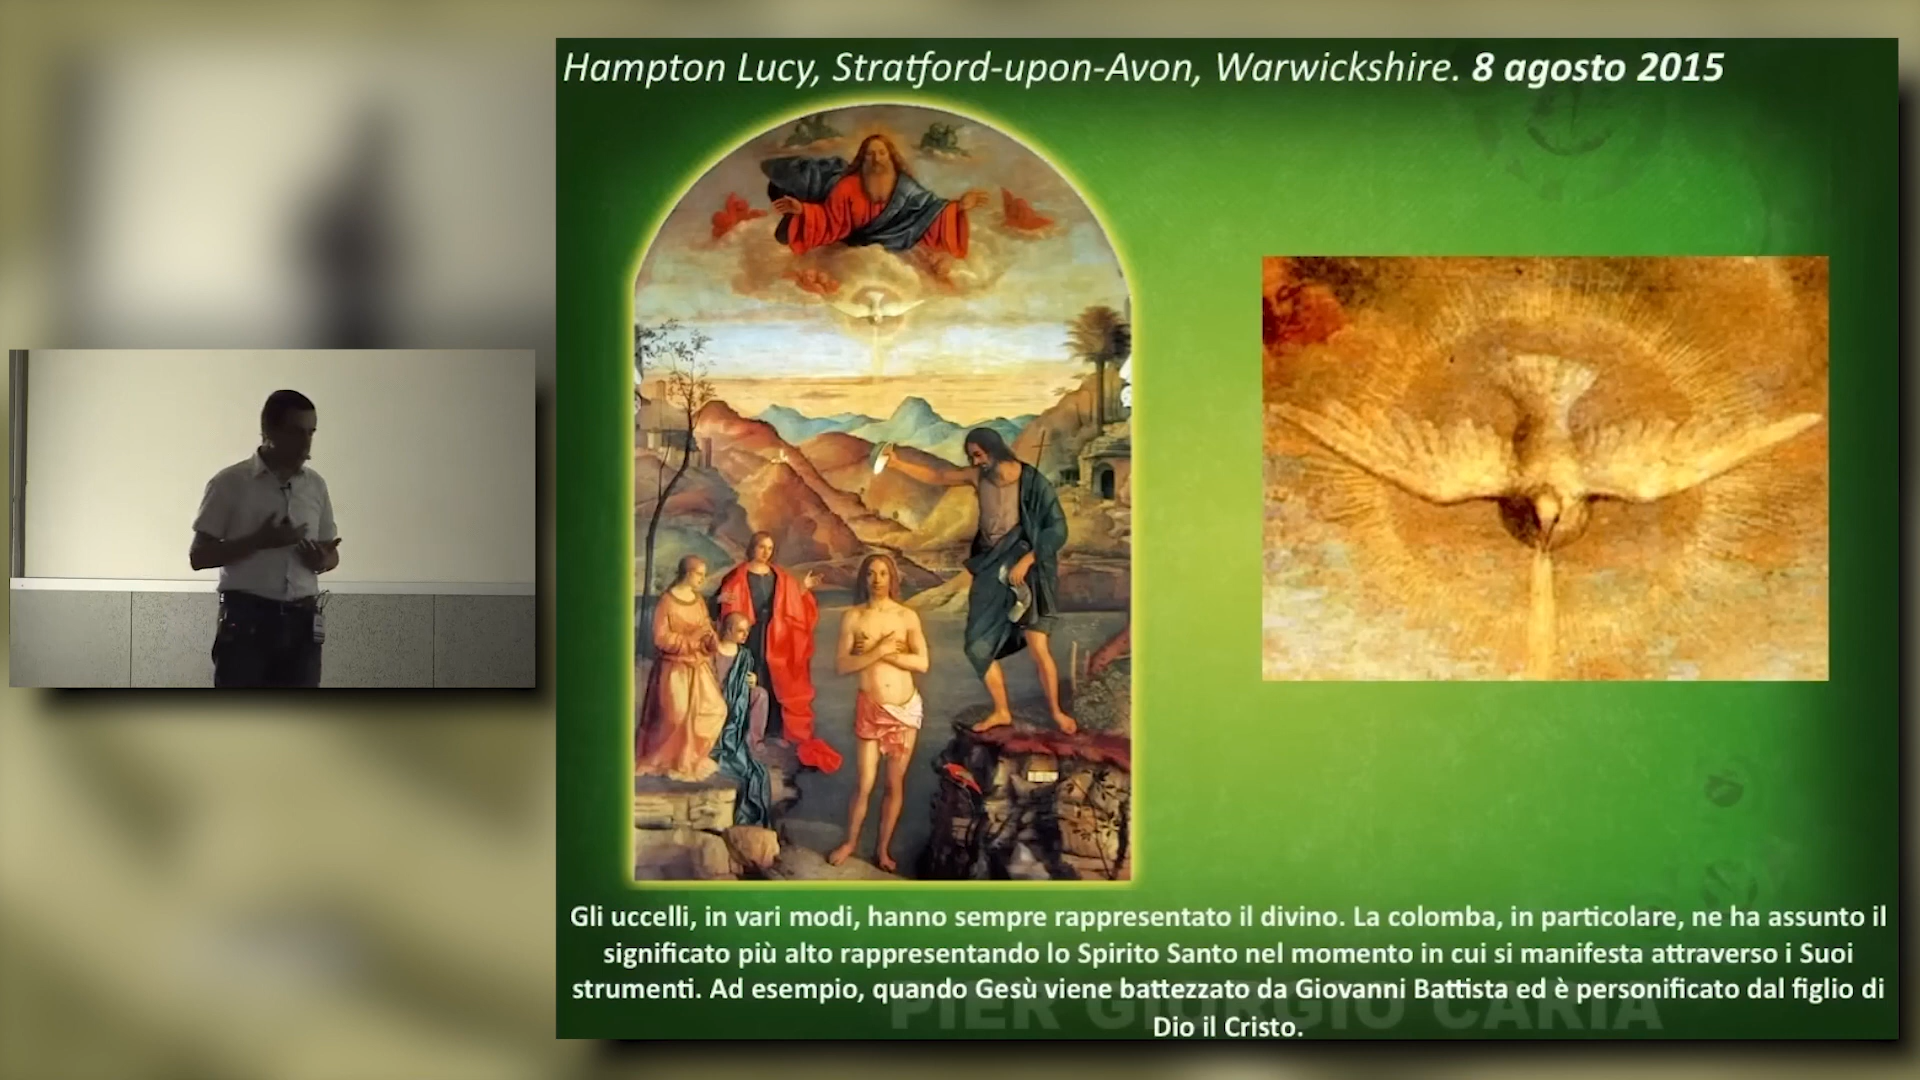 Hampton Lucy, Stratford-upon-Avon, Warwickshire. 8 agosto 2015
Gli uccelli, in vari modi, hanno sempre rappresentato il divino. La colomba, in particolare, ne ha assunto il
significato più alto rappresentando lo Spirito Santo nel momento in cui si manifesta attraverso i Suoi
strumenti. Ad esempio, quando Gesù viene battezzato da Giovanni Battista ed è personificato dal figlio di
Dio il Cristo.
PIER GIORGIO CARIA